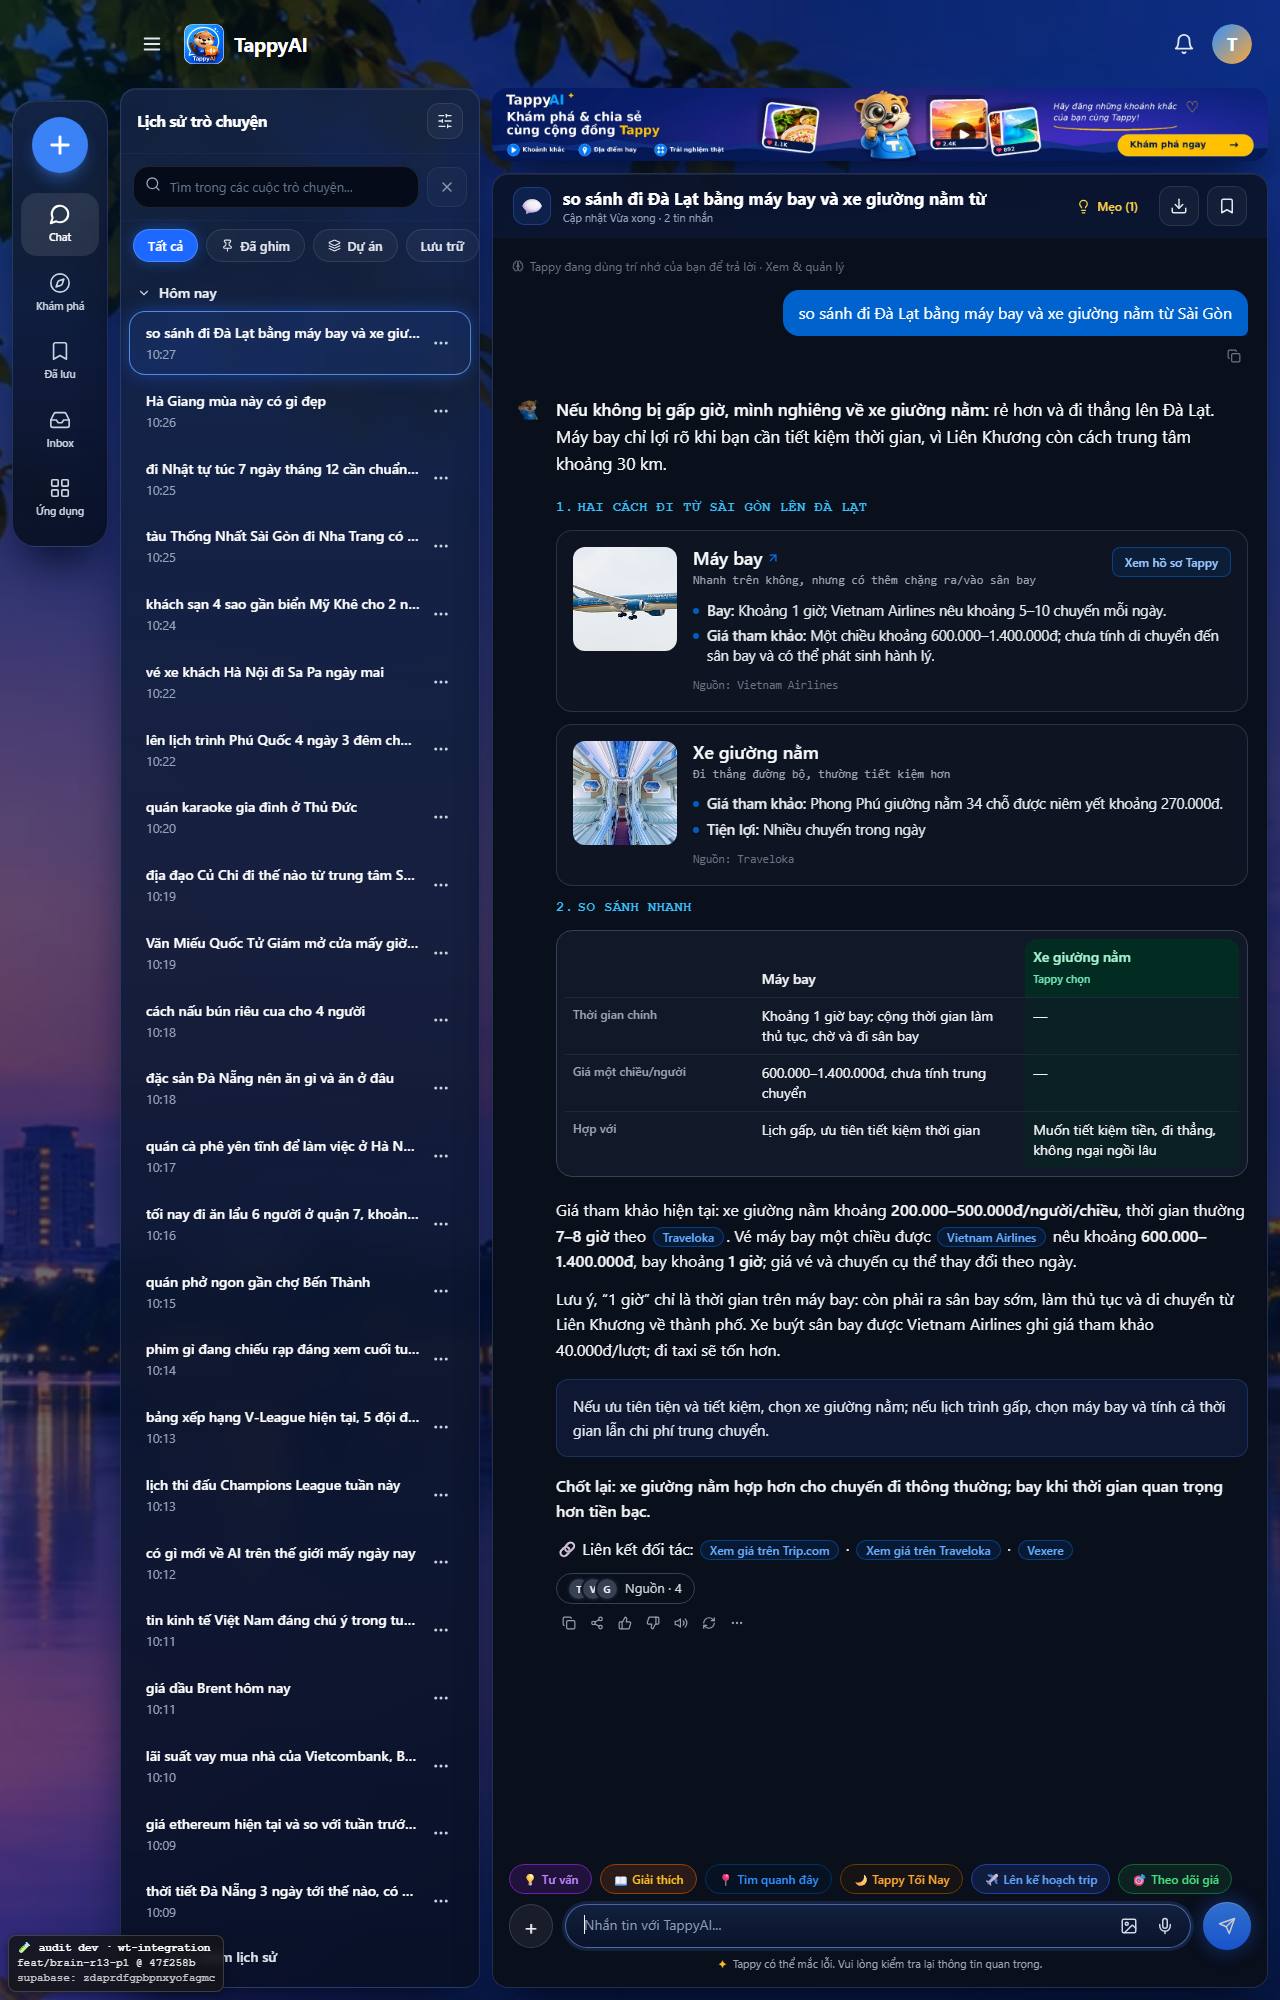 TappyAI
T
Chat
Khám phá
Đã lưu
Inbox
Ứng dụng
Lịch sử trò chuyện
Tìm trong các cuộc trò chuyện...
Tất cả
Đã ghim
Dự án
Lưu trữ
Hôm nay
so sánh đi Đà Lạt bằng máy bay và xe giư...
10:27
Hà Giang mùa này có gì đẹp
10:26
đi Nhật tự túc 7 ngày tháng 12 cần chuẩn...
10:25
tàu Thống Nhất Sài Gòn đi Nha Trang có ...
10:25
khách sạn 4 sao gần biển Mỹ Khê cho 2 n...
10:24
vé xe khách Hà Nội đi Sa Pa ngày mai
10:22
lên lịch trình Phú Quốc 4 ngày 3 đêm ch...
10:22
quán karaoke gia đình ở Thủ Đức
10:20
địa đạo Củ Chi đi thế nào từ trung tâm S...
10:19
Văn Miếu Quốc Tử Giám mở cửa mấy giờ...
10:19
cách nấu bún riêu cua cho 4 người
10:18
đặc sản Đà Nẵng nên ăn gì và ăn ở đâu
10:18
quán cà phê yên tĩnh để làm việc ở Hà N...
10:17
tối nay đi ăn lẩu 6 người ở quận 7, khoản...
10:16
quán phở ngon gần chợ Bến Thành
10:15
phim gì đang chiếu rạp đáng xem cuối tu...
10:14
bảng xếp hạng V-League hiện tại, 5 đội đ...
10:13
lịch thi đấu Champions League tuần này
10:13
có gì mới về AI trên thế giới mấy ngày nay
10:12
tin kinh tế Việt Nam đáng chú ý trong tu...
10:11
giá dầu Brent hôm nay
10:11
lãi suất vay mua nhà của Vietcombank, B...
10:10
giá ethereum hiện tại và so với tuần trướ...
10:09
thời tiết Đà Nẵng 3 ngày tới thế nào, có ...
10:09
lịch sử
audit dev · wt-integration
feat/brain-r13-p1 @ 47f258b
supabase: zdaprdfgpbpnxyofagmc
TappyAI
Khám phá & chia sẻ
cùng cộng đồng Tappy
Khoảnh khắc
Địa điểm hay
Trải nghiệm thật
1.1K
2.4K
892
Hãy đăng những khoảnh khắc
của bạn cùng Tappy!
Khám phá ngay →
so sánh đi Đà Lạt bằng máy bay và xe giường nằm từ
Cập nhật Vừa xong · 2 tin nhắn
Mẹo (1)
Tappy đang dùng trí nhớ của bạn để trả lời · Xem & quản lý
so sánh đi Đà Lạt bằng máy bay và xe giường nằm từ Sài Gòn
Nếu không bị gấp giờ, mình nghiêng về xe giường nằm: rẻ hơn và đi thẳng lên Đà Lạt.
Máy bay chỉ lợi rõ khi bạn cần tiết kiệm thời gian, vì Liên Khương còn cách trung tâm
khoảng 30 km.
1. HAI CÁCH ĐI TỪ SÀI GÒN LÊN ĐÀ LẠT
Máy bay
Xem hồ sơ Tappy
Nhanh trên không, nhưng có thêm chặng ra/vào sân bay
Bay: Khoảng 1 giờ; Vietnam Airlines nêu khoảng 5–10 chuyến mỗi ngày.
Giá tham khảo: Một chiều khoảng 600.000–1.400.000đ; chưa tính di chuyển đến
sân bay và có thể phát sinh hành lý.
Nguồn: Vietnam Airlines
Xe giường nằm
Đi thẳng đường bộ, thường tiết kiệm hơn
Giá tham khảo: Phong Phú giường nằm 34 chỗ được niêm yết khoảng 270.000đ.
Tiện lợi: Nhiều chuyến trong ngày
Nguồn: Traveloka
2. SO SÁNH NHANH
Máy bay
Xe giường nằm
Tappy chọn
Thời gian chính
Khoảng 1 giờ bay; cộng thời gian làm
thủ tục, chờ và đi sân bay
—
Giá một chiều/người
600.000–1.400.000đ, chưa tính trung
chuyển
—
Hợp với
Lịch gấp, ưu tiên tiết kiệm thời gian
Muốn tiết kiệm tiền, đi thẳng,
không ngại ngồi lâu
Giá tham khảo hiện tại: xe giường nằm khoảng 200.000–500.000đ/người/chiều, thời gian thường
7–8 giờ theo Traveloka . Vé máy bay một chiều được Vietnam Airlines nêu khoảng 600.000–
1.400.000đ, bay khoảng 1 giờ; giá vé và chuyến cụ thể thay đổi theo ngày.
Lưu ý, “1 giờ” chỉ là thời gian trên máy bay: còn phải ra sân bay sớm, làm thủ tục và di chuyển từ
Liên Khương về thành phố. Xe buýt sân bay được Vietnam Airlines ghi giá tham khảo
40.000đ/lượt; đi taxi sẽ tốn hơn.
Nếu ưu tiên tiện và tiết kiệm, chọn xe giường nằm; nếu lịch trình gấp, chọn máy bay và tính cả thời
gian lẫn chi phí trung chuyển.
Chốt lại: xe giường nằm hợp hơn cho chuyến đi thông thường; bay khi thời gian quan trọng
hơn tiền bạc.
Liên kết đối tác: Xem giá trên Trip.com · Xem giá trên Traveloka · Vexere
T V G Nguồn · 4
Tư vấn
Giải thích
Tìm quanh đây
Tappy Tối Nay
Lên kế hoạch trip
Theo dõi giá
Nhắn tin với TappyAI...
Tappy có thể mắc lỗi. Vui lòng kiểm tra lại thông tin quan trọng.